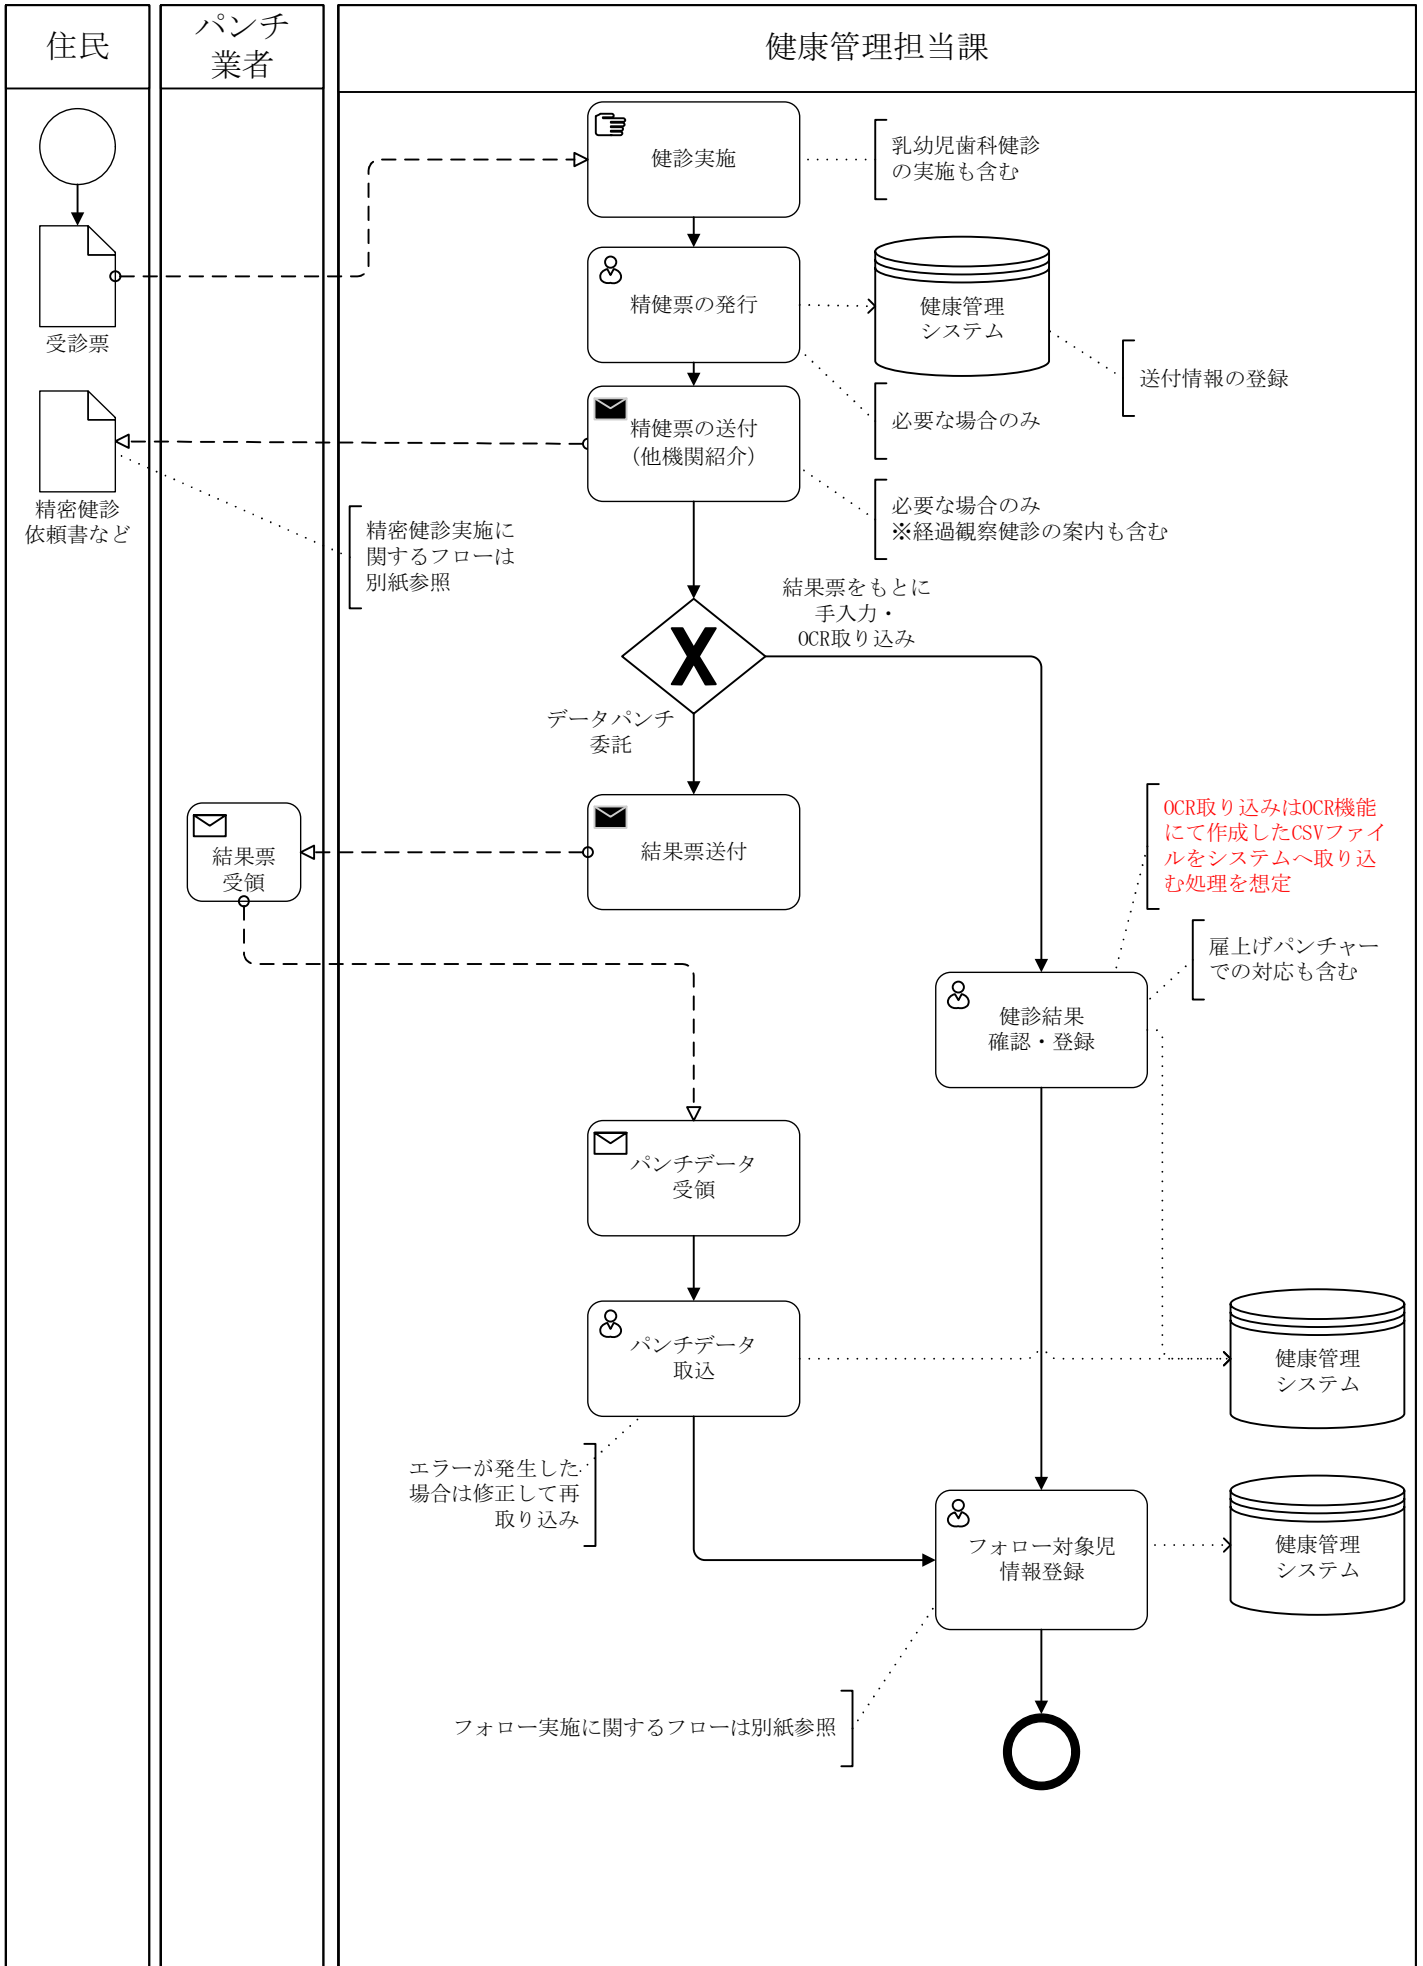 住民
パンチ
業者
健康管理担当課
健診実施
乳幼児歯科健診
の実施も含む
受診票
精健票の発行
健康管理
システム
送付情報の登録
必要な場合のみ
精健票の送付
(他機関紹介)
精密健診
依頼書など
必要な場合のみ
※経過観察健診の案内も含む
精密健診実施に
関するフローは
別紙参照
結果票をもとに
手入力・
OCR取り込み
X
データパンチ
委託
結果票
受領
結果票送付
OCR取り込みはOCR機能
にて作成したCSVファイ
ルをシステムへ取り込
む処理を想定
雇上げパンチャー
での対応も含む
健診結果
確認・登録
パンチデータ
受領
パンチデータ
取込
健康管理
システム
エラーが発生した
場合は修正して再
取り込み
フォロー対象児
情報登録
健康管理
システム
フォロー実施に関するフローは別紙参照